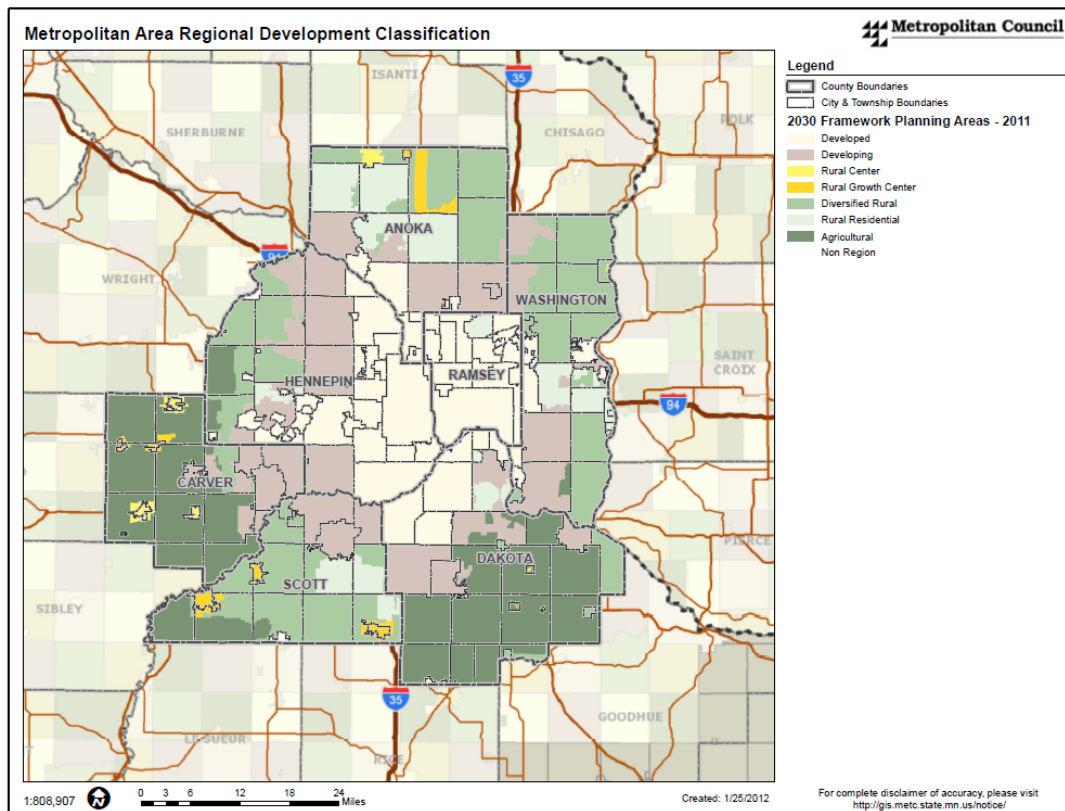 Metropolitan Area Regional Development Classification
Metropolitan Council
Legend
County Boundaries
City & Township Boundaries
2030 Framework Planning Areas - 2011
Developed
Developing
Rural Center
Rural Growth Center
Diversified Rural
Rural Residential
Agricultural
Non Region
ISANTI
35
SHERBURNE
CHISAGO
POLK
ANOKA
WRIGHT
WASHINGTON
SAINT
CROIX
HENNEPIN
RAMSEY
94
CARVER
PIERCE
DAKOTA
SCOTT
SIBLEY
35
GOODHUE
LE SUEUR
RICE
1:808,907
N
0 3 6 12 18 24
Miles
Created: 1/25/2012
For complete disclaimer of accuracy, please visit
http://gis.metc.state.mn.us/notice/